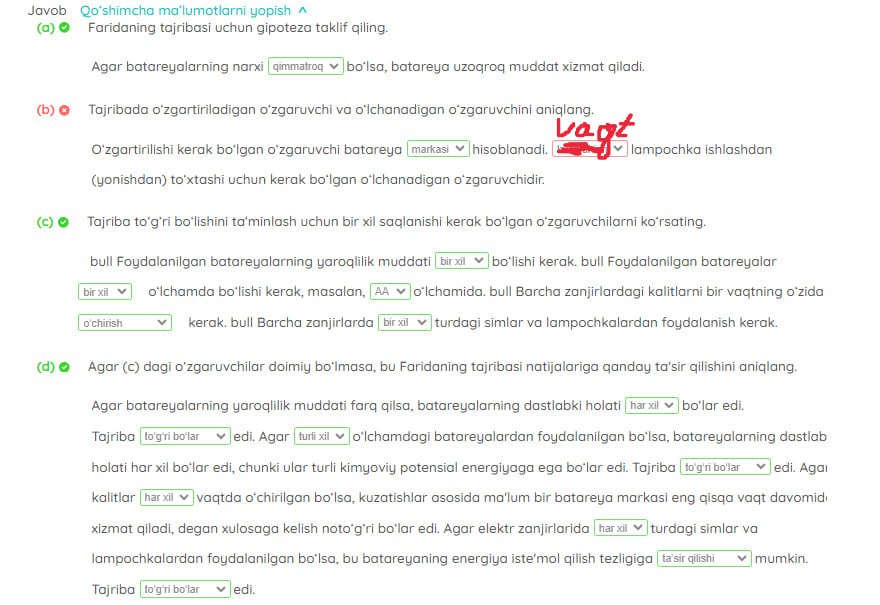 Javob Qo'shimcha ma'lumotlarni yopish ^
(a) Faridaning tajribasi uchun gipoteza taklif qiling.
Agar batareyalarning narxi qimmatroq bo'lsa, batareya uzoqroq muddat xizmat qiladi.
(b) Tajribada o'zgartiriladigan o'zgaruvchi va o'lchanadigan o'zgaruvchini aniqlang.
vaqt
O'zgartirilishi kerak bo'lgan o'zgaruvchi batareya markasi hisoblanadi. lampochka ishlashdan
(yonishdan) to'xtashi uchun kerak bo'lgan o'lchanadigan o'zgaruvchidir.
(c) Tajriba to'g'ri bo'lishini ta'minlash uchun bir xil saqlanishi kerak bo'lgan o'zgaruvchilarni ko'rsating.
bull Foydalanilgan batareyalarning yaroqlilik muddati bir xil bo'lishi kerak. bull Foydalanilgan batareyalar
bir xil o'lchamda bo'lishi kerak, masalan, AA o'lchamida. bull Barcha zanjirlardagi kalitlarni bir vaqtning o'zida
o'chirish kerak. bull Barcha zanjirlarda bir xil turdagi simlar va lampochkalardan foydalanish kerak.
(d) Agar (c) dagi o'zgaruvchilar doimiy bo'lmasa, bu Faridaning tajribasi natijalariga qanday ta'sir qilishini aniqlang.
Agar batareyalarning yaroqlilik muddati farq qilsa, batareyalarning dastlabki holati har xil bo'lar edi.
Tajriba to'g'ri bo'lar edi. Agar turli xil o'lchamdagi batareyalardan foydalanilgan bo'lsa, batareyalarning dastlab
holati har xil bo'lar edi, chunki ular turli kimyoviy potensial energiyaga ega bo'lar edi. Tajriba to'g'ri bo'lar edi. Agar
kalitlar har xil vaqtda o'chirilgan bo'lsa, kuzatishlar asosida ma'lum bir batareya markasi eng qisqa vaqt davomid
xizmat qiladi, degan xulosaga kelish noto'g'ri bo'lar edi. Agar elektr zanjirlarida har xil turdagi simlar va
lampochkalardan foydalanilgan bo'lsa, bu batareyaning energiya iste'mol qilish tezligiga ta'sir qilishi mumkin.
Tajriba to'g'ri bo'lar edi.